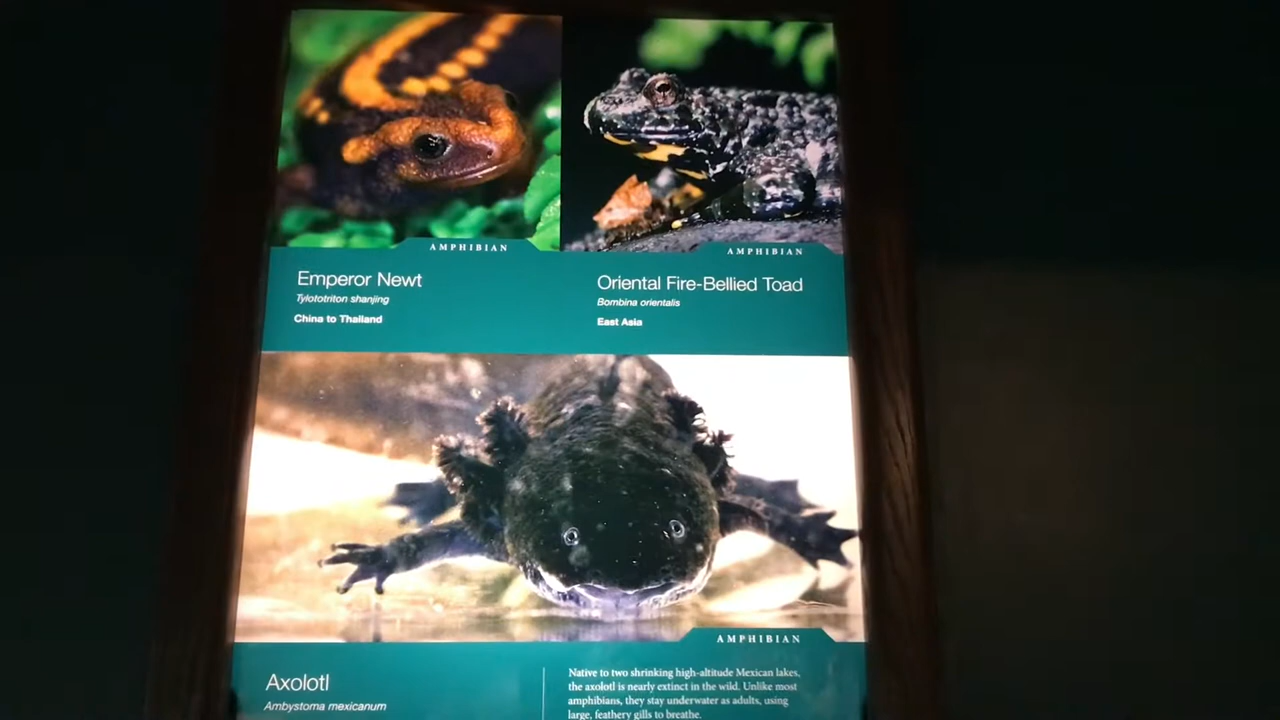 AMPHIBIAN
Emperor Newt
Tylototriton shanjing
China to Thailand
AMPHIBIAN
Oriental Fire-Bellied Toad
Bombina orientalis
East Asia
AMPHIBIAN
Axolotl
Ambystoma mexicanum
Native to two shrinking high-altitude Mexican lakes,
the axolotl is nearly extinct in the wild. Unlike most
amphibians, they stay underwater as adults, using
large, feathery gills to breathe.